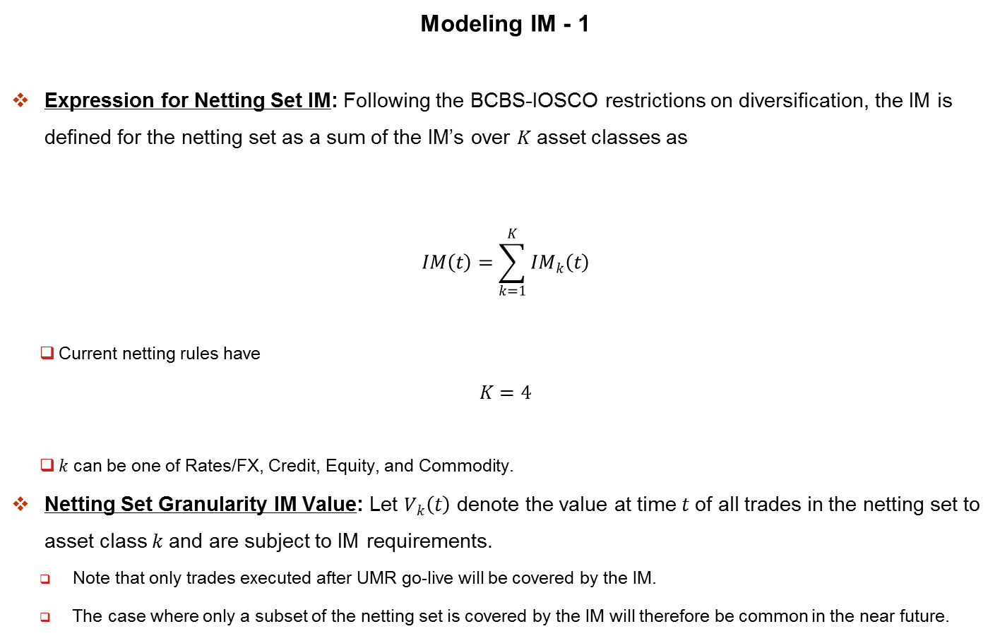 Modeling IM - 1
❖ Expression for Netting Set IM: Following the BCBS-IOSCO restrictions on diversification, the IM is
defined for the netting set as a sum of the IM’s over K asset classes as
K
IM(t) = ∑ IMₖ(t)
k=1
❑ Current netting rules have
K = 4
❑ k can be one of Rates/FX, Credit, Equity, and Commodity.
❖ Netting Set Granularity IM Value: Let Vₖ(t) denote the value at time t of all trades in the netting set to
asset class k and are subject to IM requirements.
❑ Note that only trades executed after UMR go-live will be covered by the IM.
❑ The case where only a subset of the netting set is covered by the IM will therefore be common in the near future.